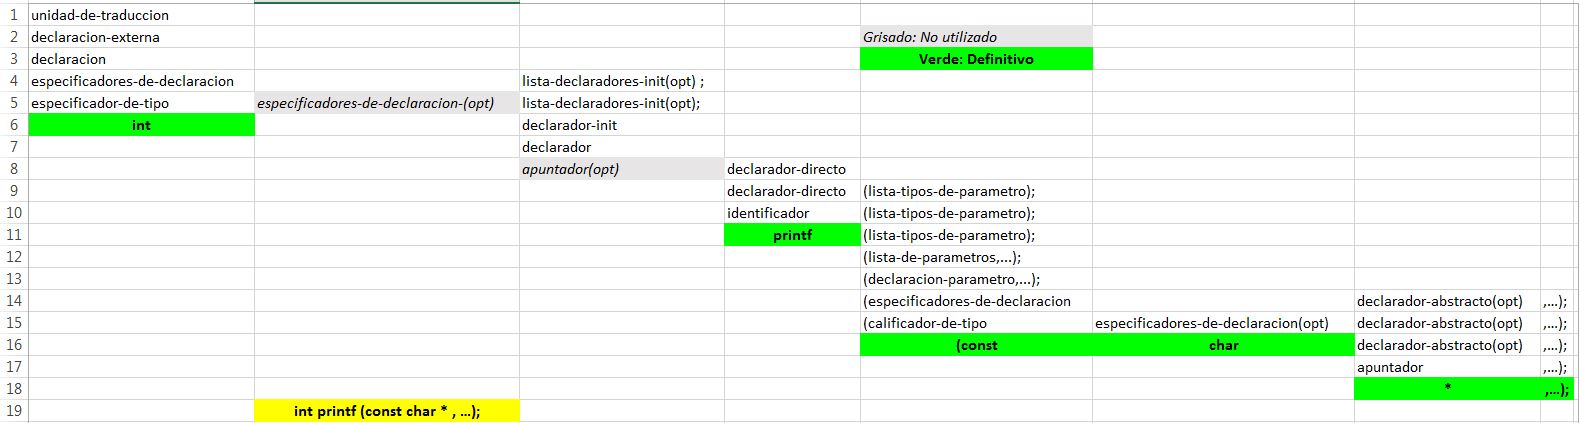 1 unidad-de-traduccion
2 declaracion-externa Grisado: No utilizado
3 declaracion Verde: Definitivo
4 especificadores-de-declaracion lista-declaradores-init(opt) ;
5 especificador-de-tipo especificadores-de-declaracion-(opt) lista-declaradores-init(opt);
6 int declarador-init
7 declarador
8 apuntador(opt) declarador-directo
9 declarador-directo (lista-tipos-de-parametro);
10 identificador (lista-tipos-de-parametro);
11 printf (lista-tipos-de-parametro);
12 (lista-de-parametros,...);
13 (declaracion-parametro,...);
14 (especificadores-de-declaracion declarador-abstracto(opt) ,...);
15 (calificador-de-tipo especificadores-de-declaracion(opt) declarador-abstracto(opt) ,...);
16 (const char declarador-abstracto(opt) ,...);
17 apuntador ,...);
18 * ,...);
19 int printf (const char * , ...);